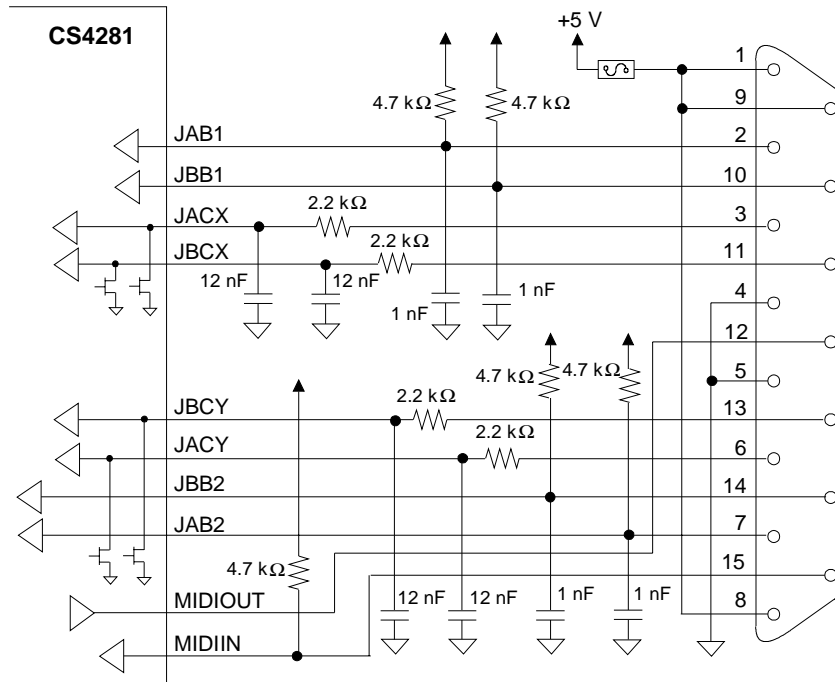 CS4281
+5 V
1
4.7 kΩ
4.7 kΩ
9
JAB1
2
JBB1
10
JACX
2.2 kΩ
3
JBCX
2.2 kΩ
11
12 nF
12 nF
1 nF
1 nF
4
12
4.7 kΩ
4.7 kΩ
5
JBCY
2.2 kΩ
13
JACY
2.2 kΩ
6
JBB2
14
JAB2
7
4.7 kΩ
15
MIDIOUT
12 nF
12 nF
1 nF
1 nF
8
MIDIIN